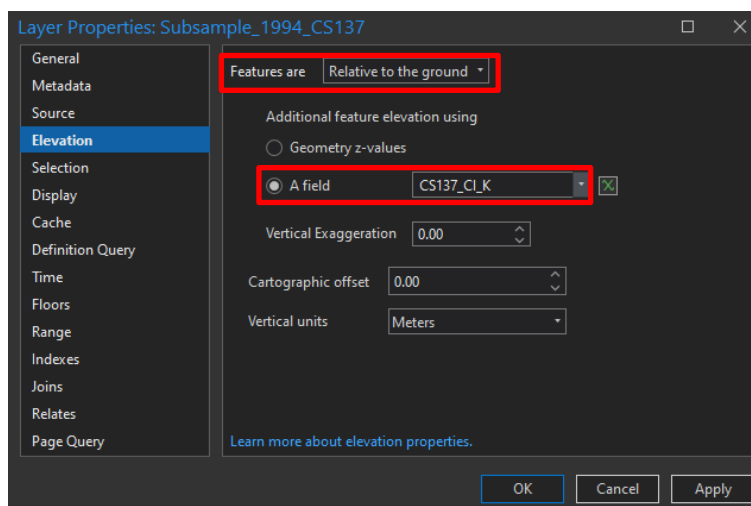 Layer Properties: Subsample_1994_CS137
General
Metadata
Source
Elevation
Selection
Display
Cache
Definition Query
Time
Floors
Range
Indexes
Joins
Relates
Page Query
Features are Relative to the ground
Additional feature elevation using
Geometry z-values
A field CS137_CI_K
Vertical Exaggeration 0.00
Cartographic offset 0.00
Vertical units Meters
Learn more about elevation properties.
OK Cancel Apply